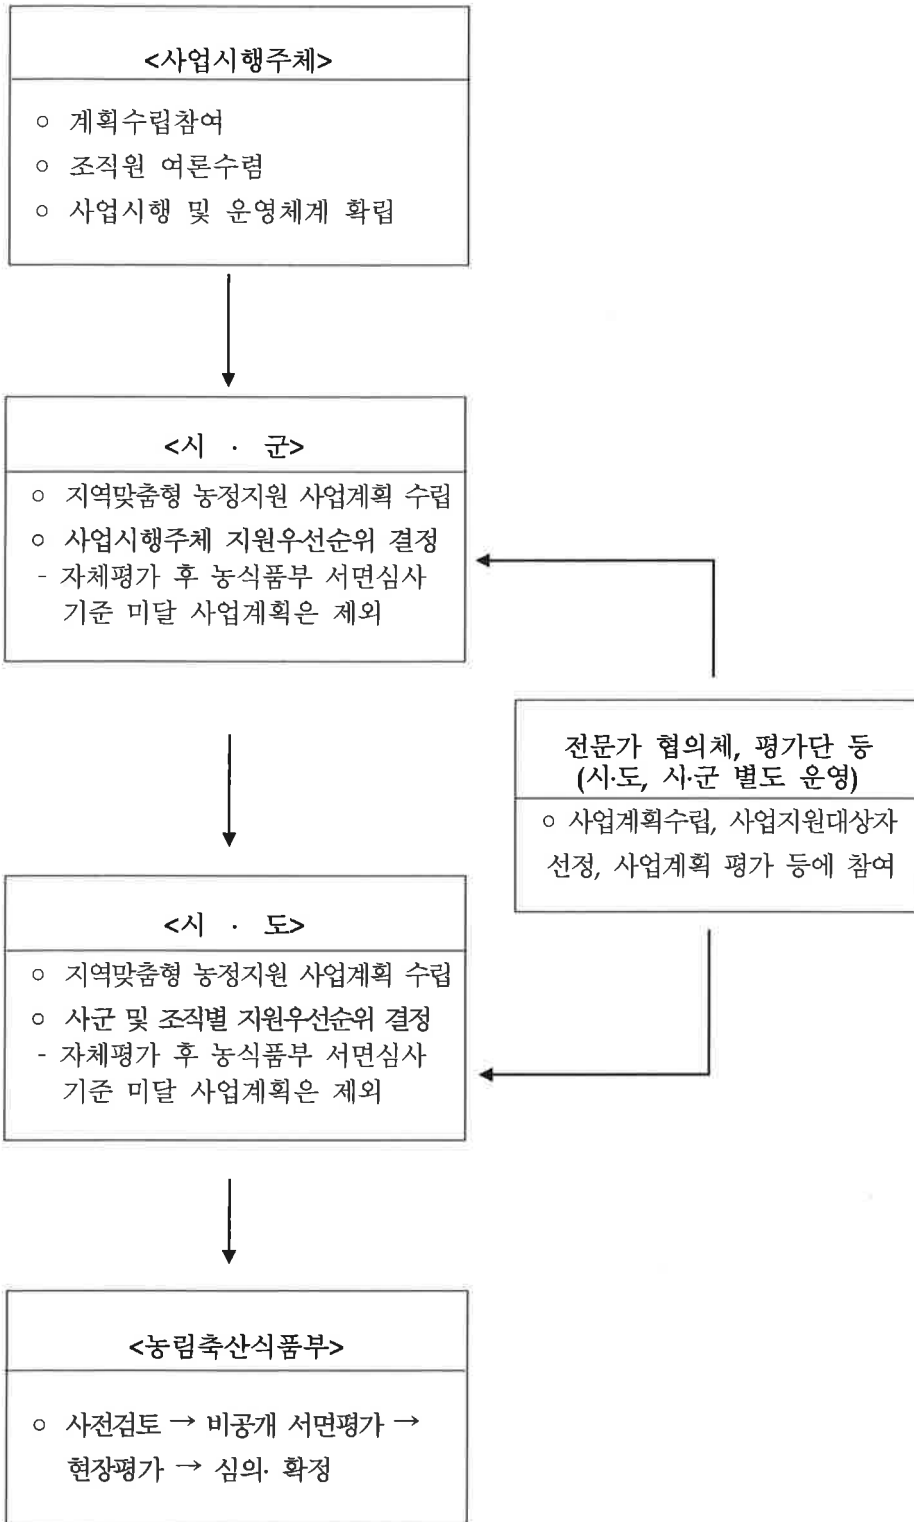 <사업시행주체>
○ 계획수립참여
○ 조직원 여론수렴
○ 사업시행 및 운영체계 확립
<시 · 군>
○ 지역맞춤형 농정지원 사업계획 수립
○ 사업시행주체 지원우선순위 결정
- 자체평가 후 농식품부 서면심사
기준 미달 사업계획은 제외
전문가 협의체, 평가단 등
(시·도, 시·군 별도 운영)
○ 사업계획수립, 사업지원대상자
선정, 사업계획 평가 등에 참여
<시 · 도>
○ 지역맞춤형 농정지원 사업계획 수립
○ 사군 및 조직별 지원우선순위 결정
- 자체평가 후 농식품부 서면심사
기준 미달 사업계획은 제외
<농림축산식품부>
○ 사전검토 → 비공개 서면평가 →
현장평가 → 심의· 확정